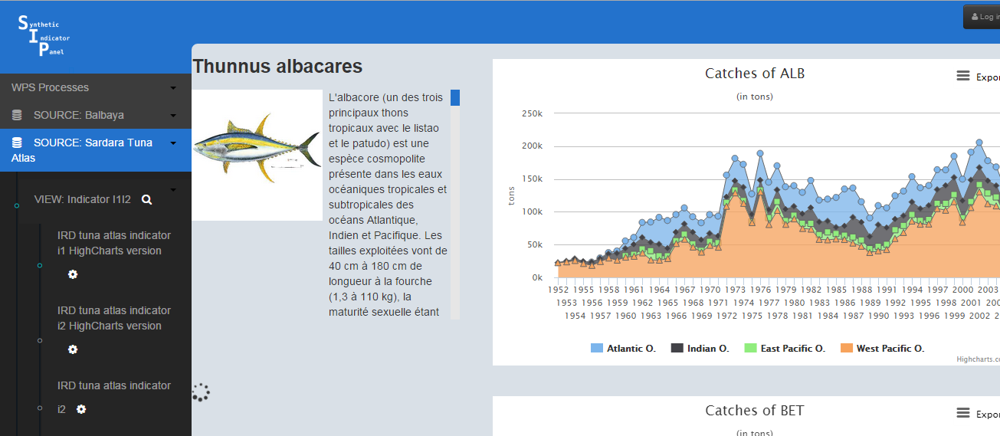 Synthetic
Indicator
Panel
Log in
WPS Processes
SOURCE: Balbaya
SOURCE: Sardara Tuna
Atlas
VIEW: Indicator I1I2
IRD tuna atlas indicator
i1 HighCharts version
IRD tuna atlas indicator
i2 HighCharts version
IRD tuna atlas indicator
i2
Thunnus albacares
L'albacore (un des trois
principaux thons
tropicaux avec le listao
et le patudo) est une
espèce cosmopolite
présente dans les eaux
océaniques tropicales et
subtropicales des
océans Atlantique,
Indien et Pacifique. Les
tailles exploitées vont de
40 cm à 180 cm de
longueur à la fourche
(1,3 à 110 kg), la
maturité sexuelle étant
Catches of ALB
Expor
(in tons)
250k
200k
150k
100k
50k
0k
tons
1952 1955 1958 1961 1964 1967 1970 1973 1976 1979 1982 1985 1988 1991 1994 1997 2000 2003
1953 1956 1959 1962 1965 1968 1971 1974 1977 1980 1983 1986 1989 1992 1995 1998 2001 200
1954 1957 1960 1963 1966 1969 1972 1975 1978 1981 1984 1987 1990 1993 1996 1999 2002 2
Atlantic O. Indian O. East Pacific O. West Pacific O.
Highcharts.co
Catches of BET
Expor
(in tons)